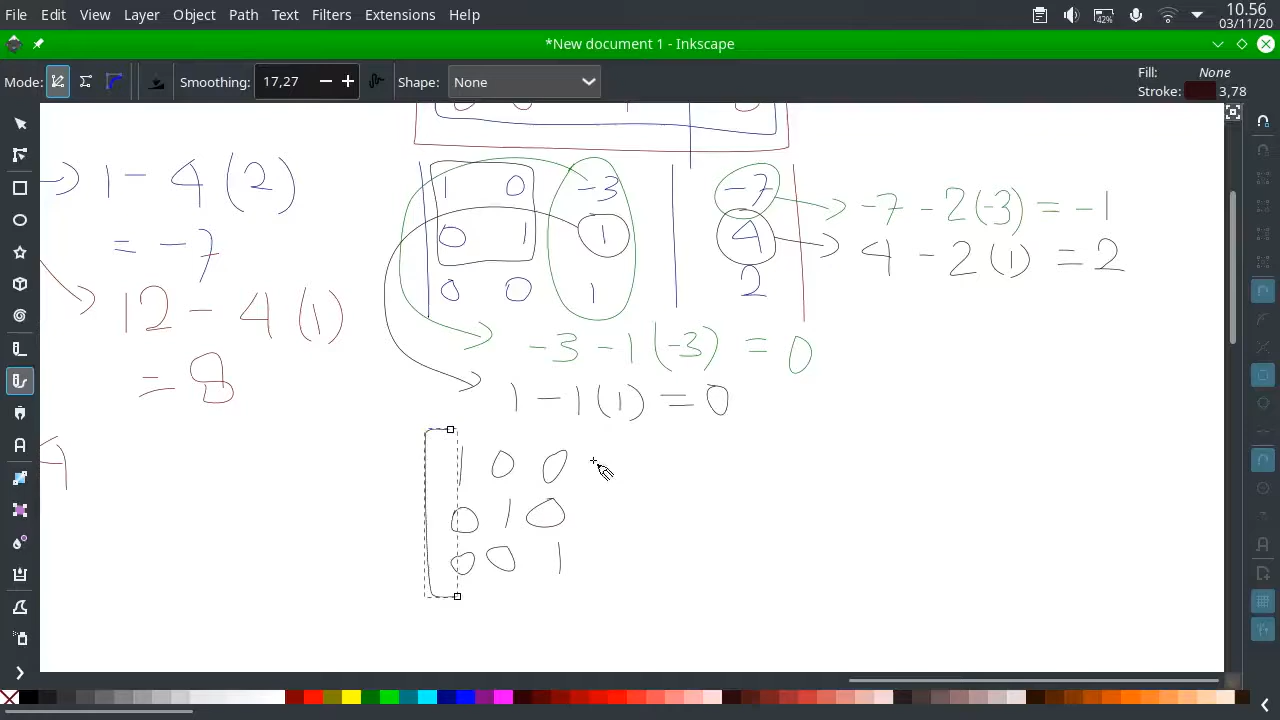 File Edit View Layer Object Path Text Filters Extensions Help 42% 10.56
03/11/20
*New document 1 - Inkscape
Mode: Smoothing: 17,27 − + Shape: None Fill: None
Stroke: 3,78
1 - 4 (2)
= -7
12 - 4 (1)
= 8
1 0 -3 -7 -7 - 2(-3) = -1
0 1 1 4 4 - 2(1) = 2
0 0 1 2
-3 - 1(-3) = 0
1 - 1(1) = 0
1 0 0
0 1 0
0 0 1